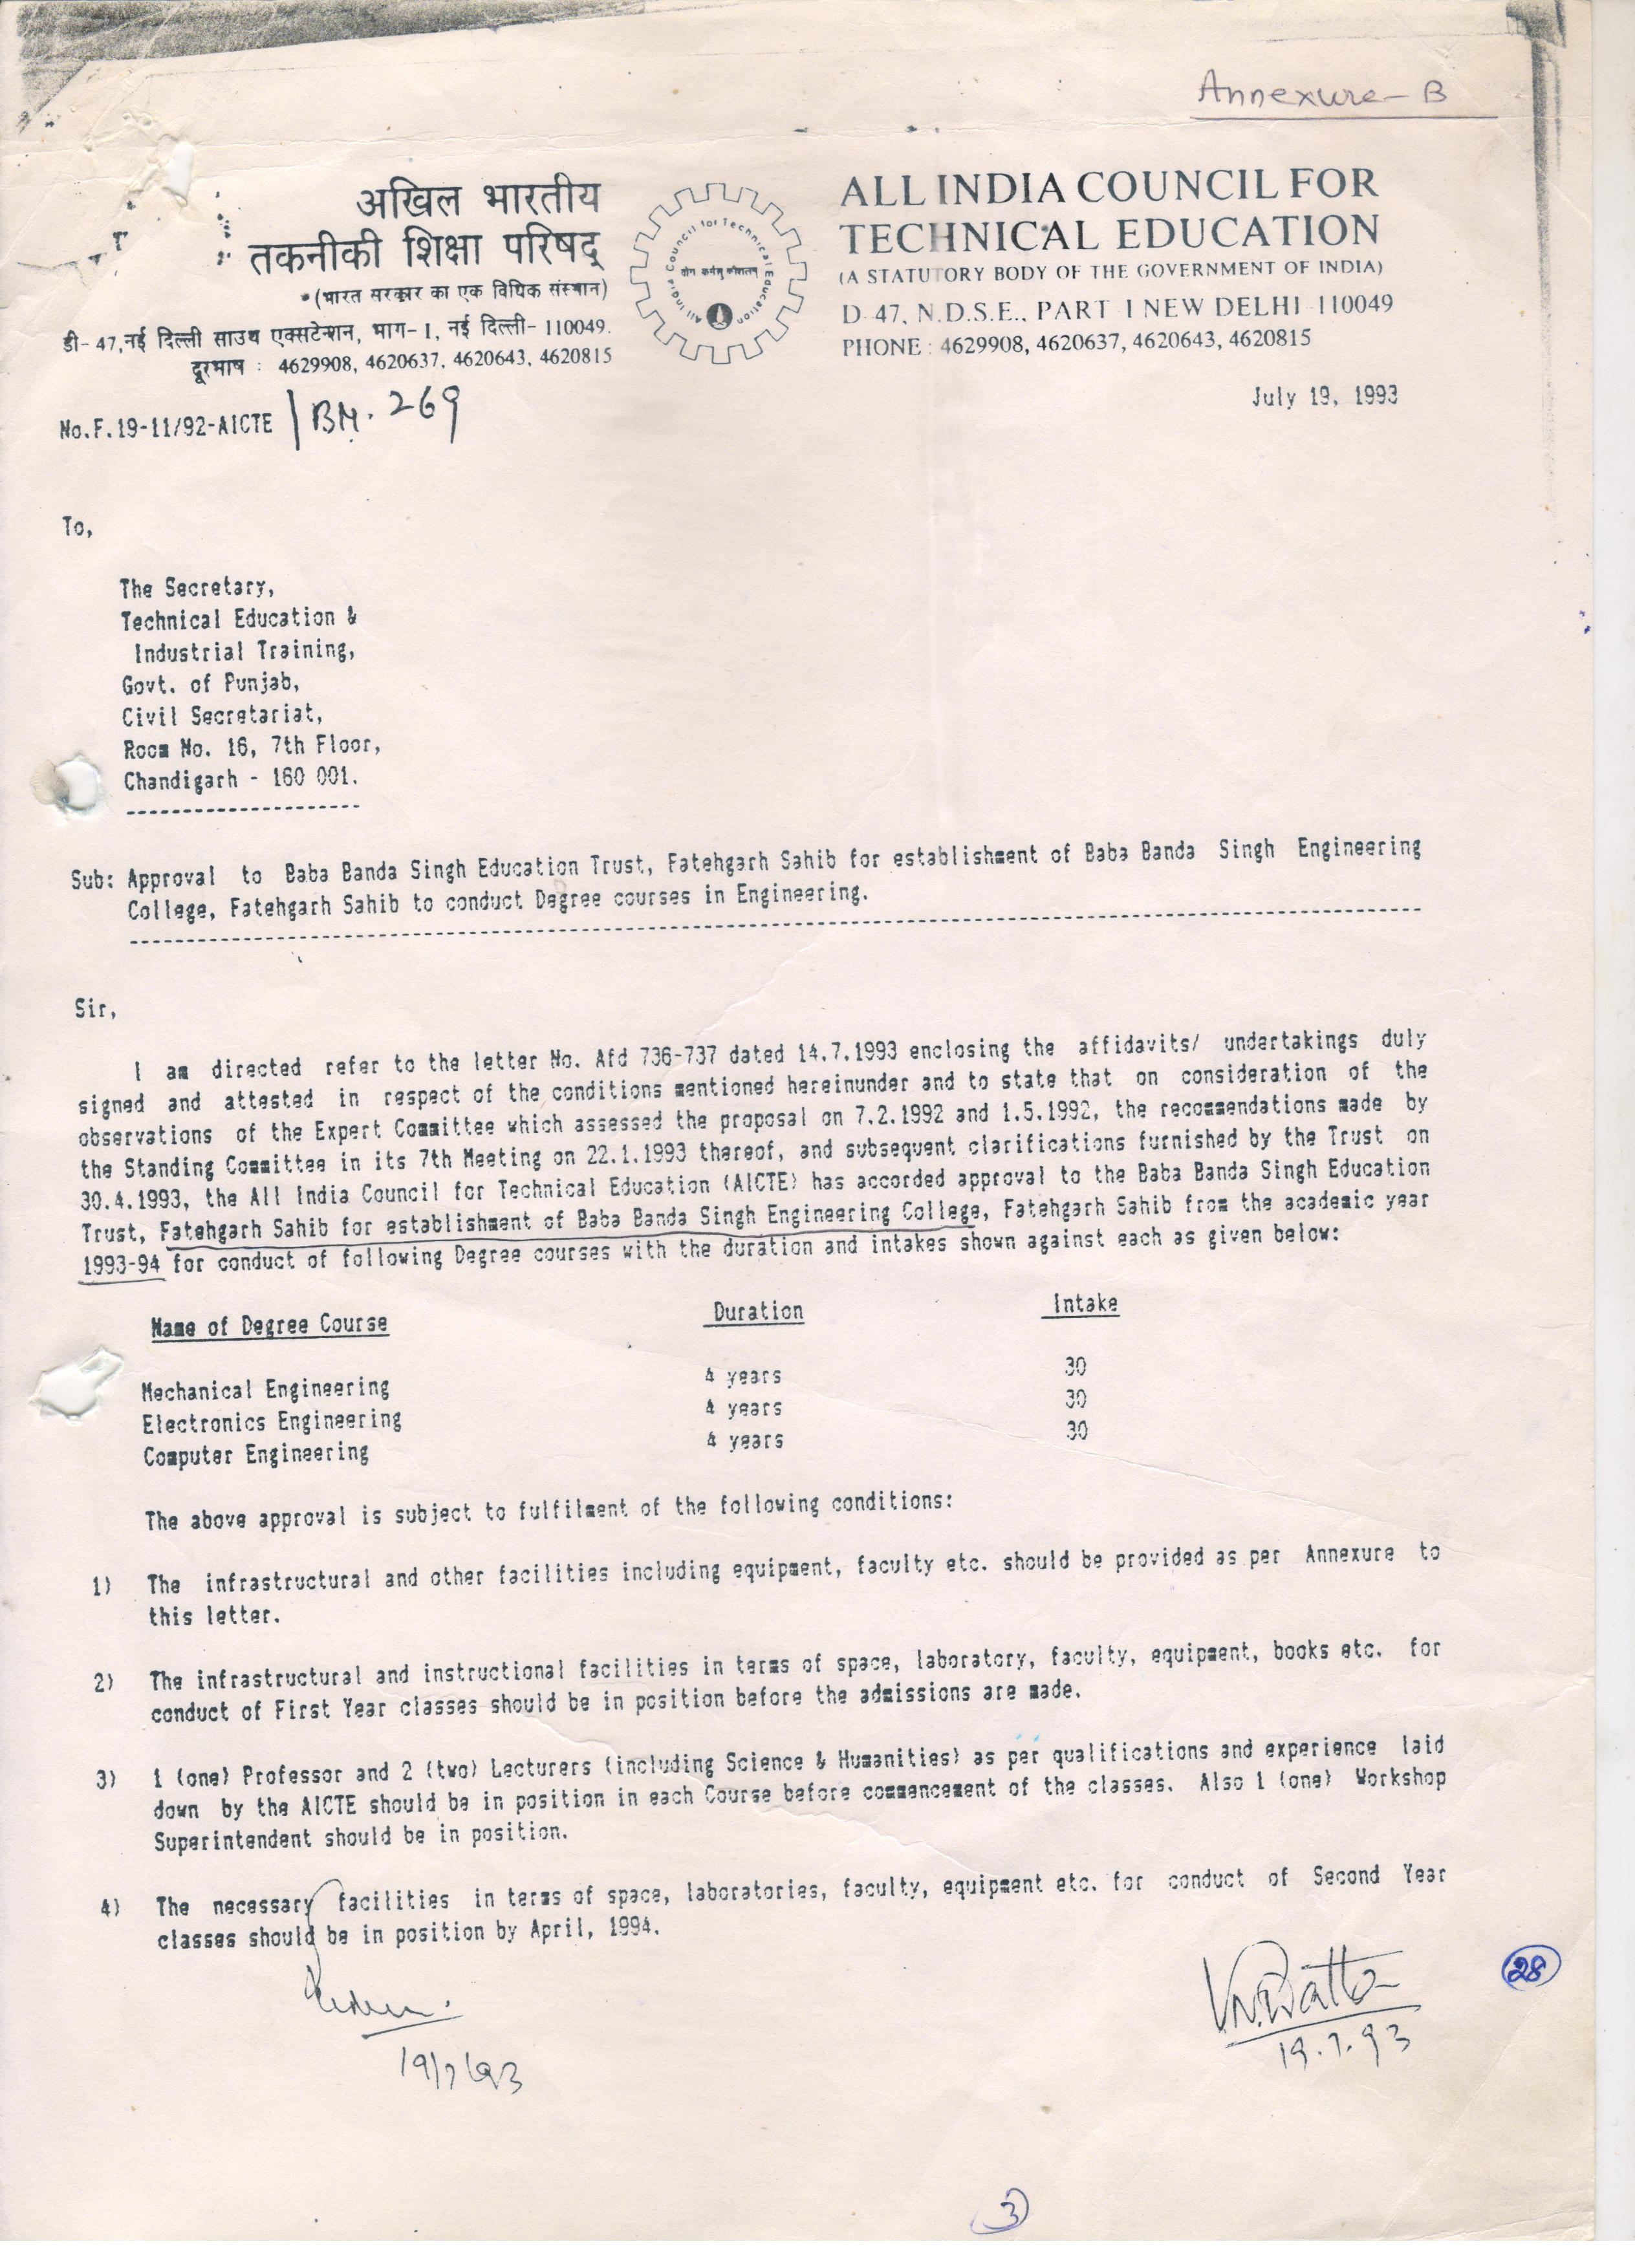 Annexure-B
अखिल भारतीय
तकनीकी शिक्षा परिषद्
(भारत सरकार का एक विधिक संस्थान)
डी-47,नई दिल्ली साउथ एक्सटेन्शन, भाग-I, नई दिल्ली-110049.
दूरभाष : 4629908, 4620637, 4620643, 4620815
All India Council for Technical Education
ALL INDIA COUNCIL FOR
TECHNICAL EDUCATION
(A STATUTORY BODY OF THE GOVERNMENT OF INDIA)
D-47, N.D.S.E., PART I NEW DELHI-110049
PHONE : 4629908, 4620637, 4620643, 4620815
July 19, 1993
No.F.19-11/92-AICTE /BM. 269
To,
The Secretary,
Technical Education &
Industrial Training,
Govt. of Punjab,
Civil Secretariat,
Room No. 16, 7th Floor,
Chandigarh - 160 001.
Sub: Approval to Baba Banda Singh Education Trust, Fatehgarh Sahib for establishment of Baba Banda Singh Engineering
College, Fatehgarh Sahib to conduct Degree courses in Engineering.
Sir,
I am directed refer to the letter No. Afd 736-737 dated 14.7.1993 enclosing the affidavits/ undertakings duly
signed and attested in respect of the conditions mentioned hereinunder and to state that on consideration of the
observations of the Expert Committee which assessed the proposal on 7.2.1992 and 1.5.1992, the recommendations made by
the Standing Committee in its 7th Meeting on 22.1.1993 thereof, and subsequent clarifications furnished by the Trust on
30.4.1993, the All India Council for Technical Education (AICTE) has accorded approval to the Baba Banda Singh Education
Trust, Fatehgarh Sahib for establishment of Baba Banda Singh Engineering College, Fatehgarh Sahib from the academic year
1993-94 for conduct of following Degree courses with the duration and intakes shown against each as given below:
Name of Degree Course Duration Intake
Mechanical Engineering 4 years 30
Electronics Engineering 4 years 30
Computer Engineering 4 years 30
The above approval is subject to fulfilment of the following conditions:
1) The infrastructural and other facilities including equipment, faculty etc. should be provided as per Annexure to
this letter.
2) The infrastructural and instructional facilities in terms of space, laboratory, faculty, equipment, books etc. for
conduct of First Year classes should be in position before the admissions are made.
3) 1 (one) Professor and 2 (two) Lecturers (including Science & Humanities) as per qualifications and experience laid
down by the AICTE should be in position in each Course before commencement of the classes. Also 1 (one) Workshop
Superintendent should be in position.
4) The necessary facilities in terms of space, laboratories, faculty, equipment etc. for conduct of Second Year
classes should be in position by April, 1994.
19/7/93
19.7.93
28
3